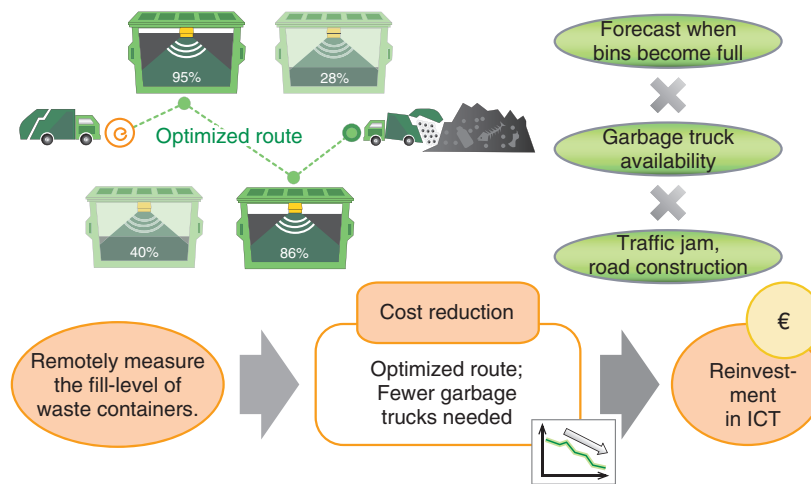 95%
28%
Optimized route
40%
86%
Forecast when
bins become full
Garbage truck
availability
Traffic jam,
road construction
Remotely measure
the fill-level of
waste containers.
Cost reduction
Optimized route;
Fewer garbage
trucks needed
€
Reinvest-
ment
in ICT